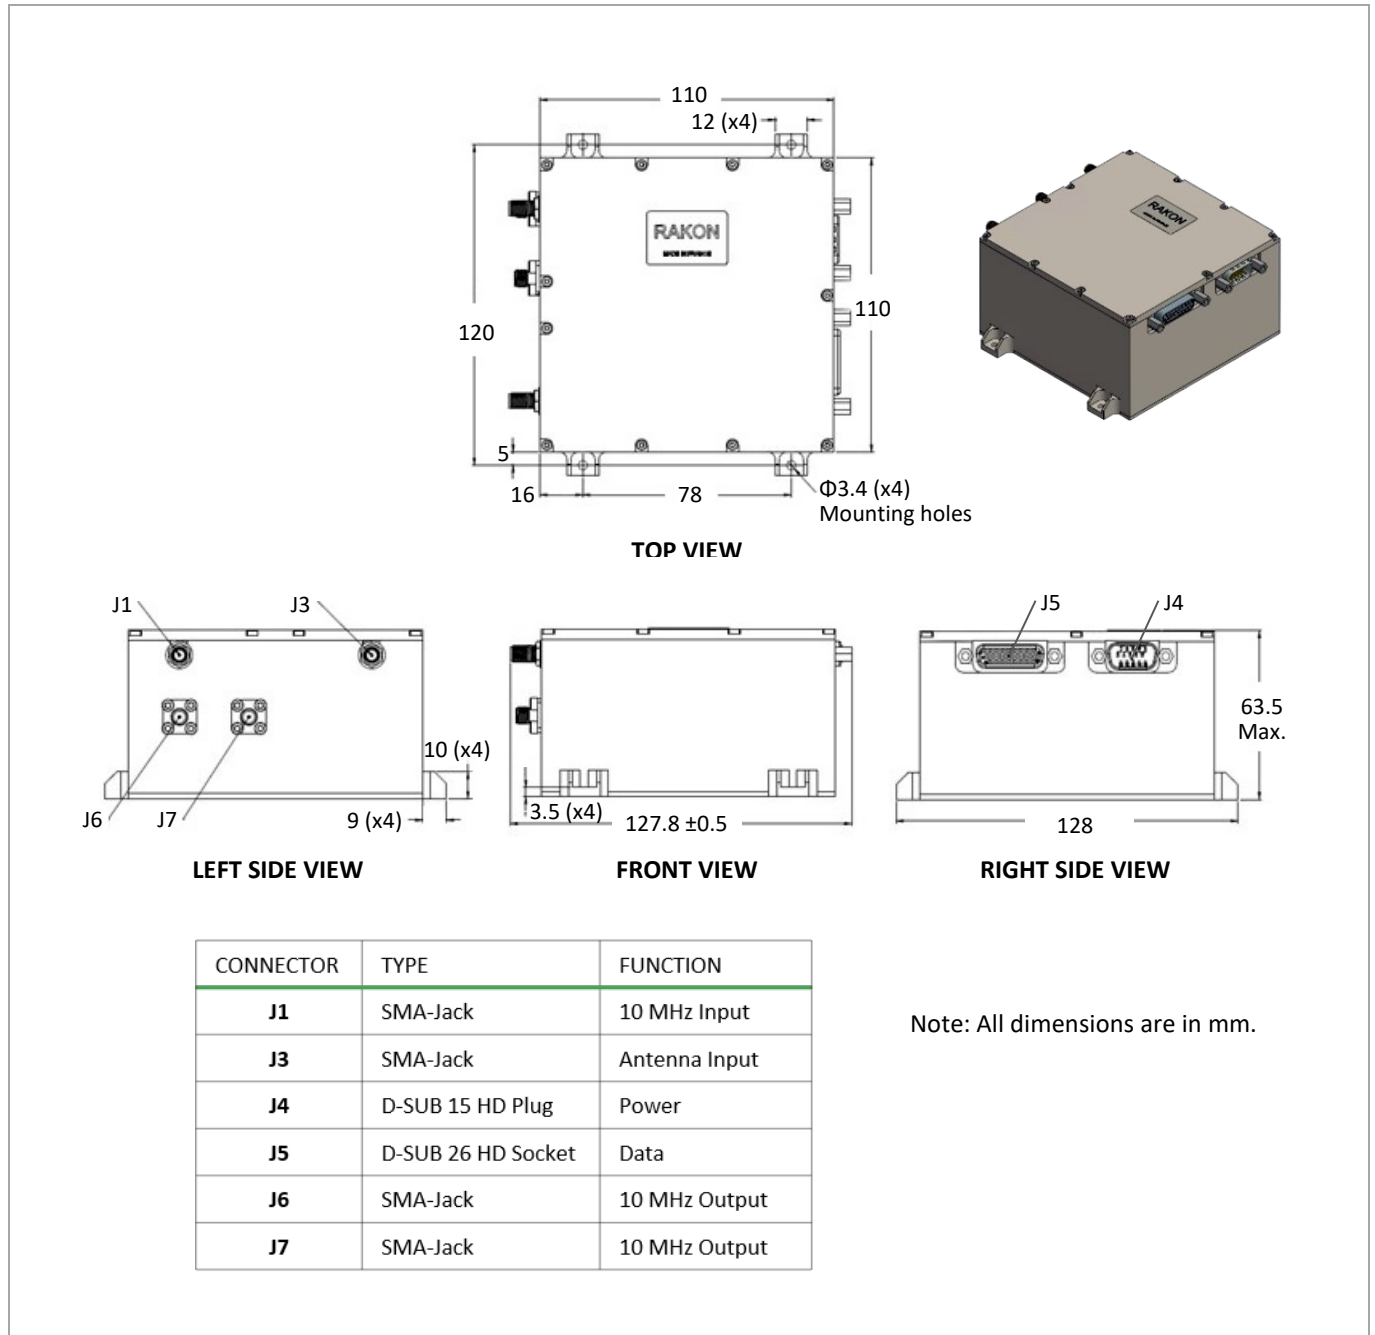 110
12 (x4)
RAKON
RAKON
120
110
5
16
78
Φ3.4 (x4)
Mounting holes
TOP VIEW
J1
J3
J5
J4
63.5
Max.
10 (x4)
J6
J7
9 (x4)
3.5 (x4)
127.8 ±0.5
128
LEFT SIDE VIEW
FRONT VIEW
RIGHT SIDE VIEW
CONNECTOR TYPE FUNCTION
J1 SMA-Jack 10 MHz Input
J3 SMA-Jack Antenna Input
J4 D-SUB 15 HD Plug Power
J5 D-SUB 26 HD Socket Data
J6 SMA-Jack 10 MHz Output
J7 SMA-Jack 10 MHz Output
Note: All dimensions are in mm.